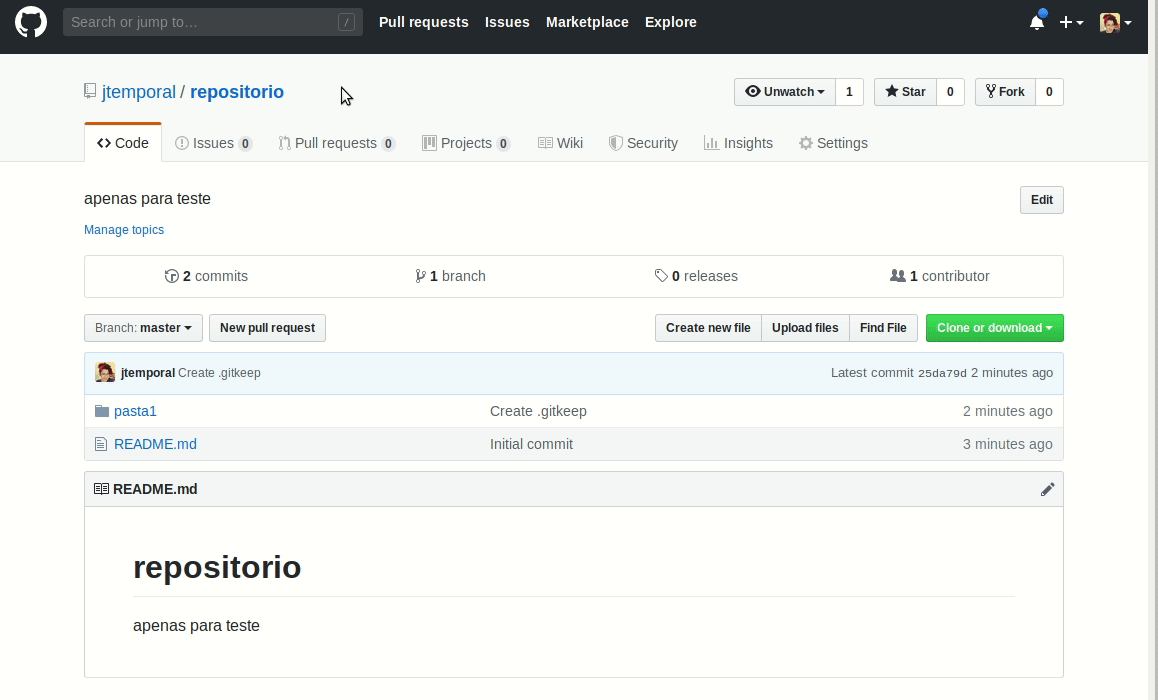 Search or jump to… / Pull requests Issues Marketplace Explore
jtemporal / repositorio Unwatch 1 Star 0 Fork 0
Code Issues 0 Pull requests 0 Projects 0 Wiki Security Insights Settings
apenas para teste Edit
Manage topics
2 commits 1 branch 0 releases 1 contributor
Branch: master New pull request Create new file Upload files Find File Clone or download
jtemporal Create .gitkeep Latest commit 25da79d 2 minutes ago
pasta1 Create .gitkeep 2 minutes ago
README.md Initial commit 3 minutes ago
README.md
repositorio
apenas para teste